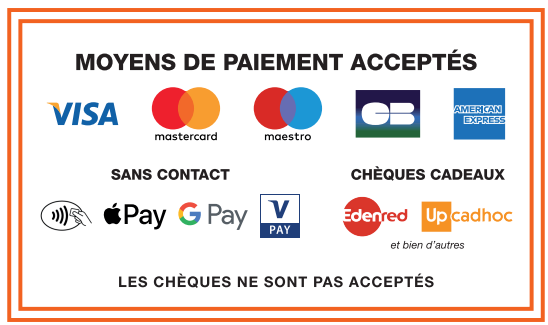 MOYENS DE PAIEMENT ACCEPTÉS
VISA mastercard maestro CB AMERICAN EXPRESS
SANS CONTACT
CHÈQUES CADEAUX
Pay G Pay V PAY
Edenred Up cadhoc
et bien d'autres
LES CHÈQUES NE SONT PAS ACCEPTÉS